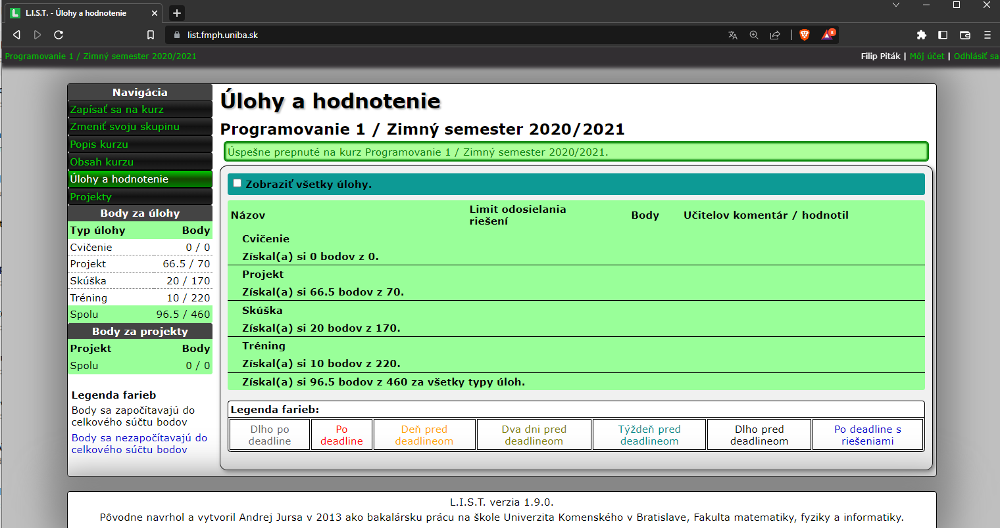 L.I.S.T. - Úlohy a hodnotenie
list.fmph.uniba.sk
8
Programovanie 1 / Zimný semester 2020/2021
Filip Piták | Môj účet | Odhlásiť sa
Navigácia
Zapísať sa na kurz
Zmeniť svoju skupinu
Popis kurzu
Obsah kurzu
Úlohy a hodnotenie
Projekty
Body za úlohy
Typ úlohy Body
Cvičenie 0 / 0
Projekt 66.5 / 70
Skúška 20 / 170
Tréning 10 / 220
Spolu 96.5 / 460
Body za projekty
Projekt Body
Spolu 0 / 0
Legenda farieb
Body sa započítavajú do
celkového súčtu bodov
Body sa nezapočítavajú do
celkového súčtu bodov
Úlohy a hodnotenie
Programovanie 1 / Zimný semester 2020/2021
Úspešne prepnuté na kurz Programovanie 1 / Zimný semester 2020/2021.
Zobraziť všetky úlohy.
Názov Limit odosielania riešení Body Učitelov komentár / hodnotil
Cvičenie
Získal(a) si 0 bodov z 0.
Projekt
Získal(a) si 66.5 bodov z 70.
Skúška
Získal(a) si 20 bodov z 170.
Tréning
Získal(a) si 10 bodov z 220.
Získal(a) si 96.5 bodov z 460 za všetky typy úloh.
Legenda farieb:
Dlho po deadline
Po deadline
Deň pred deadlineom
Dva dni pred deadlineom
Týždeň pred deadlineom
Dlho pred deadlineom
Po deadline s riešeniami
L.I.S.T. verzia 1.9.0.
Pôvodne navrhol a vytvoril Andrej Jursa v 2013 ako bakalársku prácu na škole Univerzita Komenského v Bratislave, Fakulta matematiky, fyziky a informatiky.